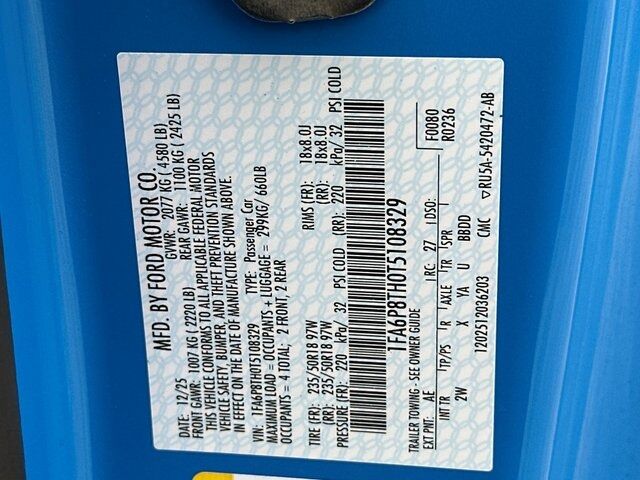 MFD. BY FORD MOTOR CO.
DATE: 12/25 GVWR: 2077 KG ( 4580 LB)
FRONT GAWR: 1007 KG ( 2220 LB) REAR GAWR: 1100 KG ( 2425 LB)
THIS VEHICLE CONFORMS TO ALL APPLICABLE FEDERAL MOTOR
VEHICLE SAFETY, BUMPER, AND THEFT PREVENTION STANDARDS
IN EFFECT ON THE DATE OF MANUFACTURE SHOWN ABOVE.
VIN: 1FA6P8TH0T5108329 TYPE: Passenger Car
MAXIMUM LOAD = OCCUPANTS + LUGGAGE = 299KG/ 660LB
OCCUPANTS = 4 TOTAL; 2 FRONT, 2 REAR
TIRE (FR): 235/50R18 97W RIMS (FR): 18x8.0J
(RR): 235/50R18 97W (RR): 18x8.0J
PRESSURE (FR): 220 kPa/ 32 PSI COLD (RR): 220 kPa/ 32 PSI COLD
1FA6P8TH0T5108329
TRAILER TOWING - SEE OWNER GUIDE
EXT PNT: AE RC: 27 DSO: F0080
R0236
INT TR TP/PS R AXLE TR SPR
2W X YA U BBDD
1202512036203 CMC ▽RU5A-5420472-AB